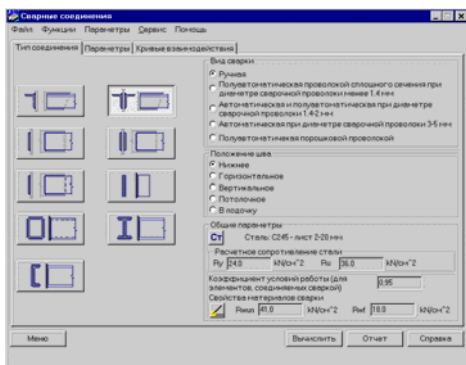 Сварные соединения
Файл Функции Параметры Сервис Помощь
Тип соединения Параметры Кривые взаимодействия
Вид сварки
Ручная
Полуавтоматическая проволокой сплошного сечения при
диаметре сварочной проволоки менее 1.4 мм
Автоматическая и полуавтоматическая при диаметре
сварочной проволоки 1.4-2 мм
Автоматическая при диаметре сварочной проволоки 3-5 мм
Полуавтоматическая порошковой проволокой
Положение шва
Нижнее
Горизонтальное
Вертикальное
Потолочное
В лодочку
Общие параметры
Ст Сталь: C245 - лист 2-20 мм
Расчетное сопротивление стали
Ry 24.0 kN/cm^2 Ru 36.0 kN/cm^2
Коэффициент условий работы (для
элементов, соединяемых сваркой) 0.95
Свойства материалов сварки
Rwun 41.0 kN/cm^2 Rwf 18.0 kN/cm^2
Меню Вычислить Отчет Справка